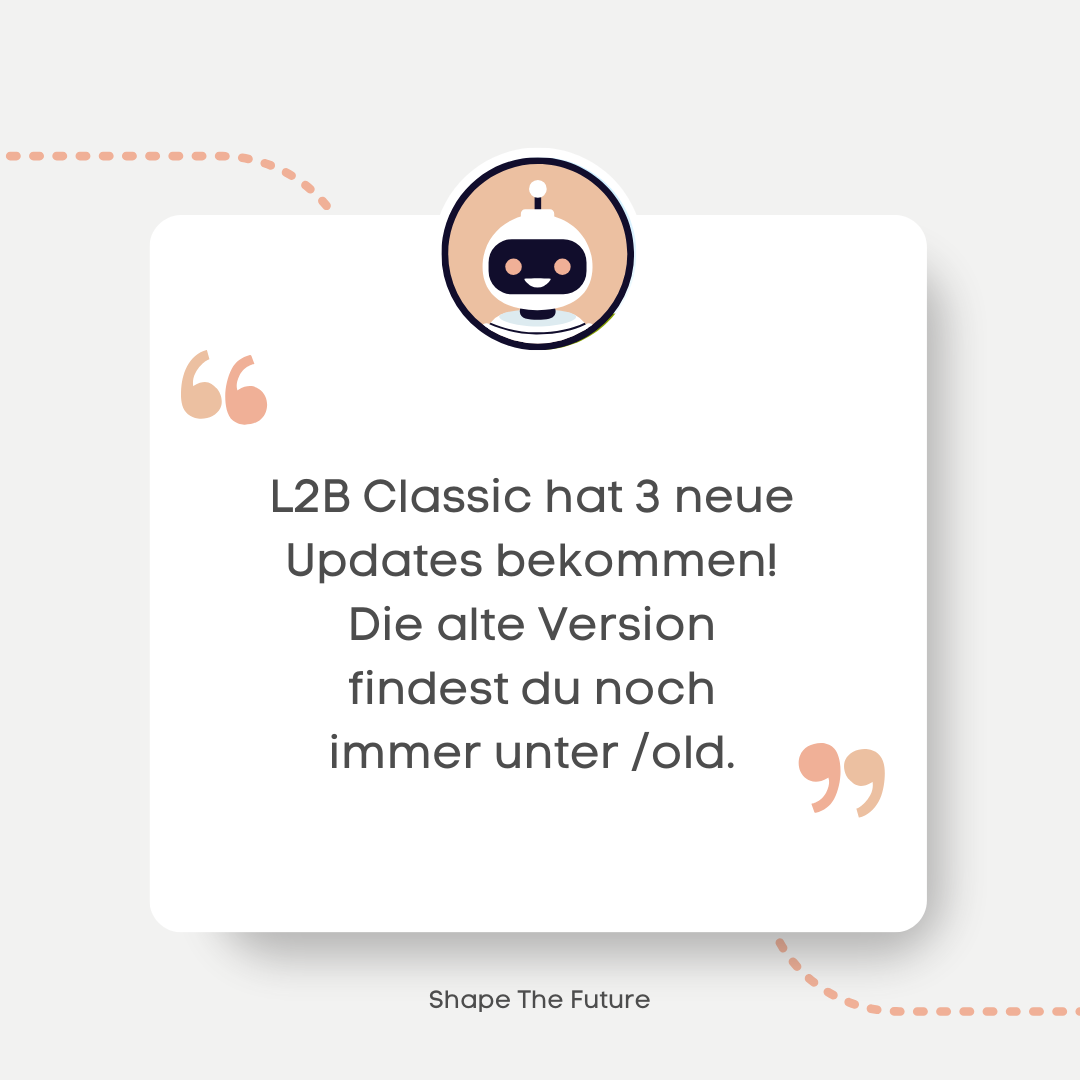 L2B Classic hat 3 neue
Updates bekommen!
Die alte Version
findest du noch
immer unter /old.
Shape The Future